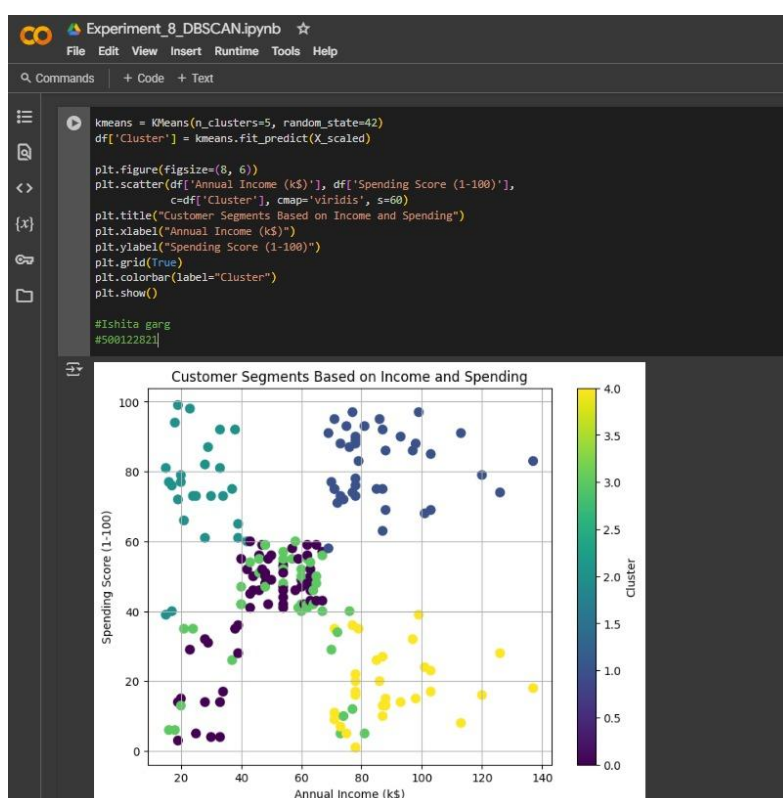 CO Experiment_8_DBSCAN.ipynb
File Edit View Insert Runtime Tools Help
Commands + Code + Text
kmeans = KMeans(n_clusters=5, random_state=42)
df['Cluster'] = kmeans.fit_predict(X_scaled)
plt.figure(figsize=(8, 6))
plt.scatter(df['Annual Income (k$)'], df['Spending Score (1-100)'],
c=df['Cluster'], cmap='viridis', s=60)
plt.title("Customer Segments Based on Income and Spending")
plt.xlabel("Annual Income (k$)")
plt.ylabel("Spending Score (1-100)")
plt.grid(True)
plt.colorbar(label="Cluster")
plt.show()
#Ishita garg
#500122821
{x}
Customer Segments Based on Income and Spending
Spending Score (1-100)
100
80
60
40
20
0
20 40 60 80 100 120 140
Annual Income (k$)
4.0
3.5
3.0
2.5
2.0
1.5
1.0
0.5
0.0
Cluster